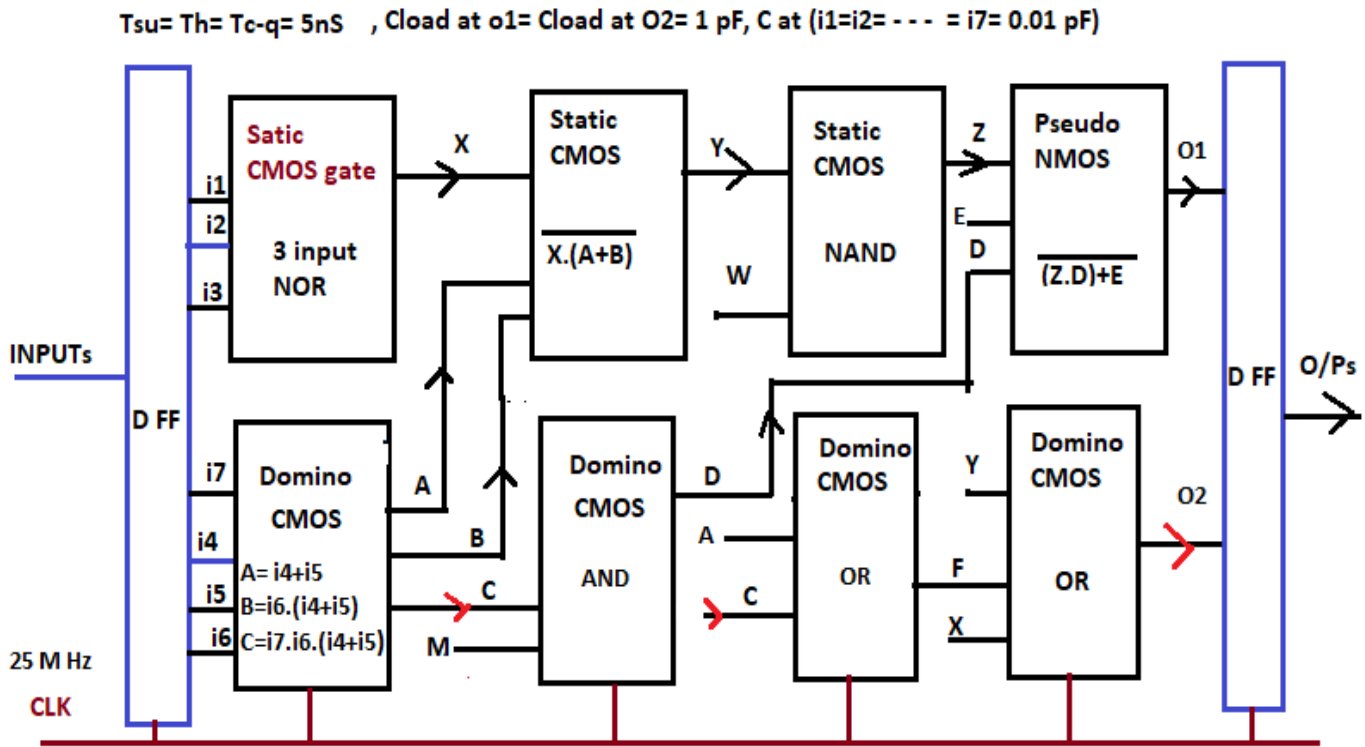 Tsu= Th= Tc-q= 5nS , Cload at o1= Cload at O2= 1 pF, C at (i1=i2= - - - = i7= 0.01 pF)
Satic
CMOS gate
3 input
NOR
i1
i2
i3
X
Static
CMOS
X.(A+B)
Y
Static
CMOS
NAND
W
Z
E
D
Pseudo
NMOS
(Z.D)+E
O1
INPUTs
D FF
D FF
O/Ps
i7
i4
i5
i6
Domino
CMOS
A= i4+i5
B=i6.(i4+i5)
C=i7.i6.(i4+i5)
A
B
C
M
Domino
CMOS
AND
D
A
C
Domino
CMOS
OR
F
Y
X
Domino
CMOS
OR
O2
25 M Hz
CLK